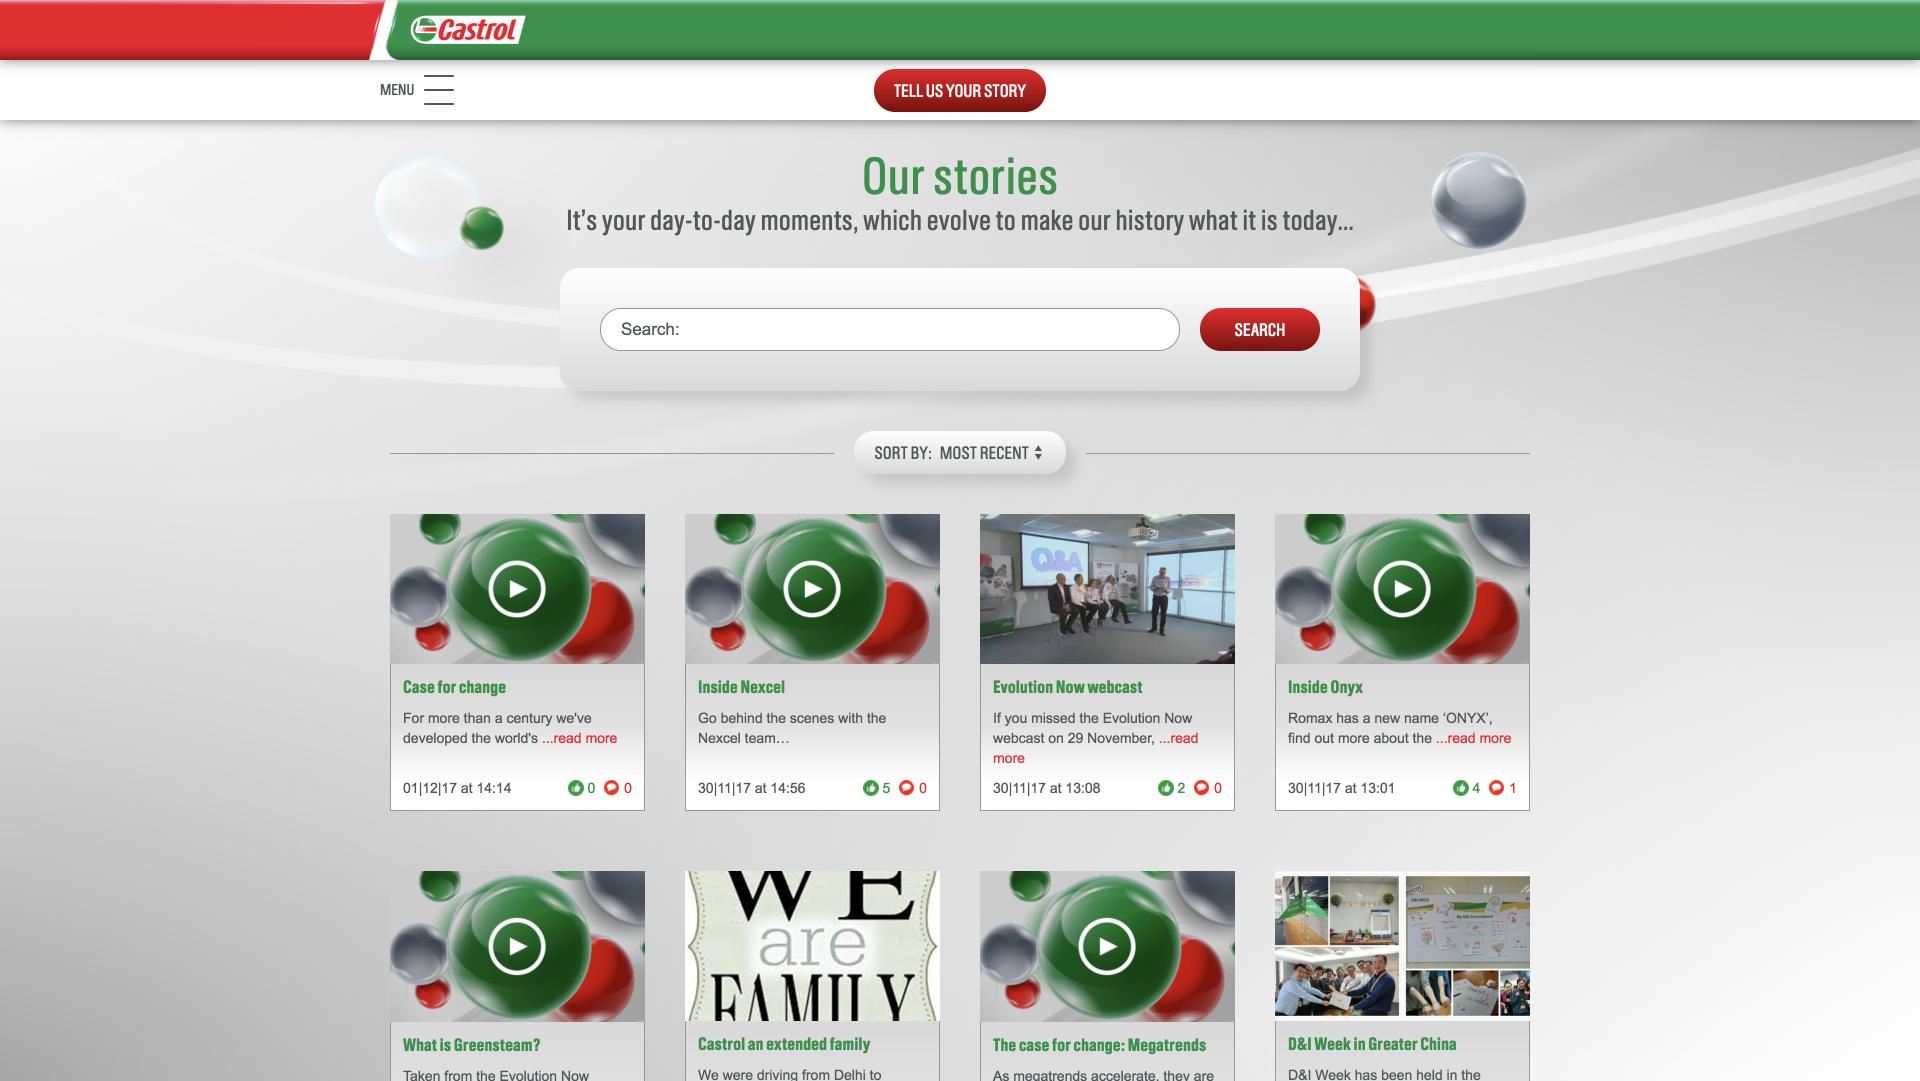 Castrol
MENU
TELL US YOUR STORY
Our stories
It’s your day-to-day moments, which evolve to make our history what it is today...
Search:
SEARCH
SORT BY: MOST RECENT
Q&A
Case for change
For more than a century we've
developed the world's ...read more
01|12|17 at 14:14
0
0
Inside Nexcel
Go behind the scenes with the
Nexcel team…
30|11|17 at 14:56
5
0
Evolution Now webcast
If you missed the Evolution Now
webcast on 29 November, ...read
more
30|11|17 at 13:08
2
0
Inside Onyx
Romax has a new name ‘ONYX’,
find out more about the ...read more
30|11|17 at 13:01
4
1
What is Greensteam?
Taken from the Evolution Now
WE
are
FAMILY
Castrol an extended family
We were driving from Delhi to
The case for change: Megatrends
As megatrends accelerate, they are
D&I Week in Greater China
D&I Week has been held in the